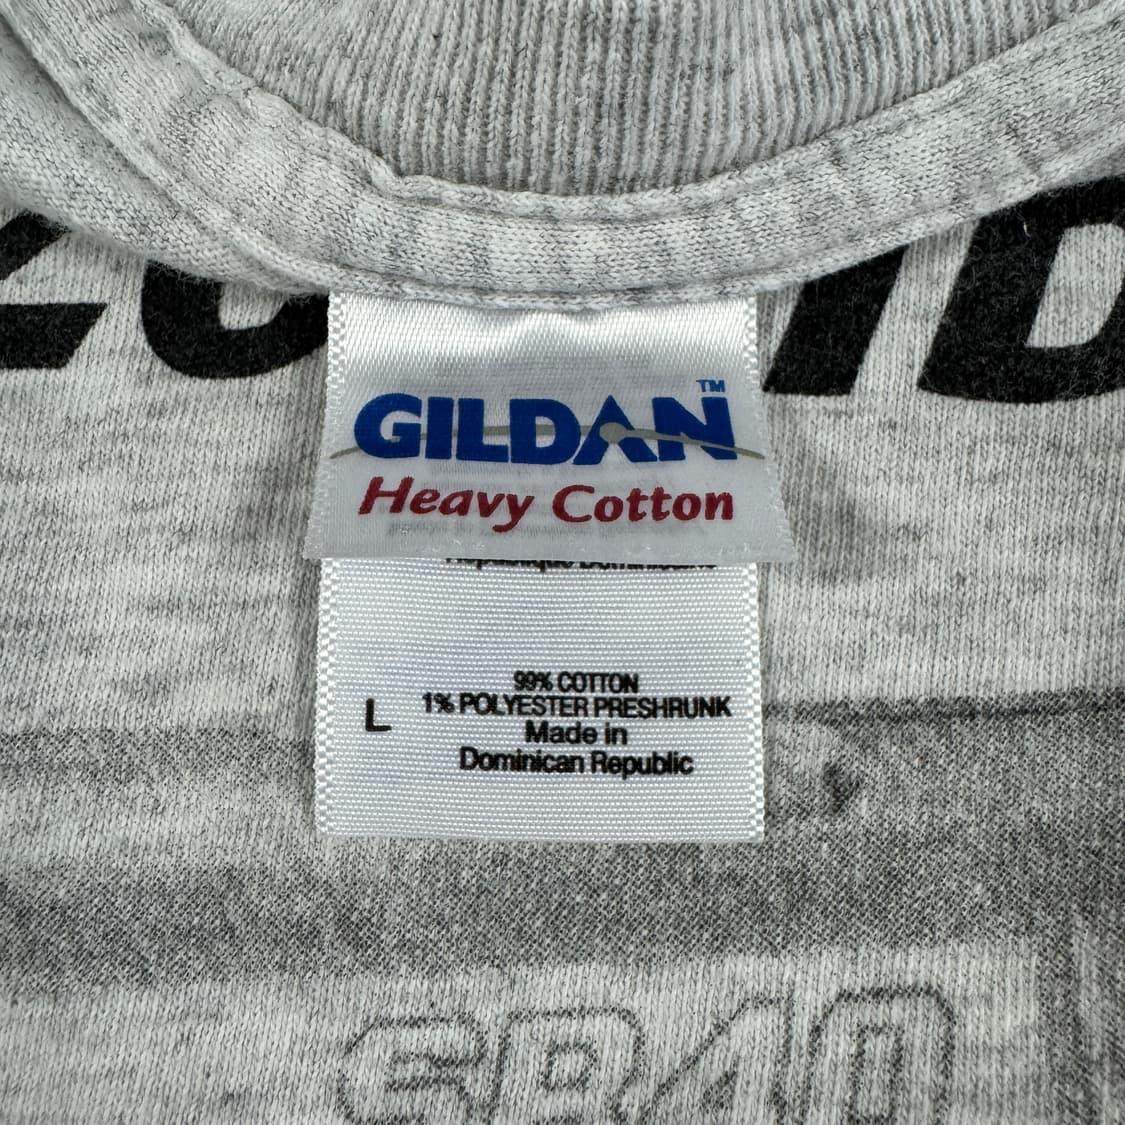 GILDAN™
Heavy Cotton
99% COTTON
L
1% POLYESTER PRESHRUNK
Made in
Dominican Republic